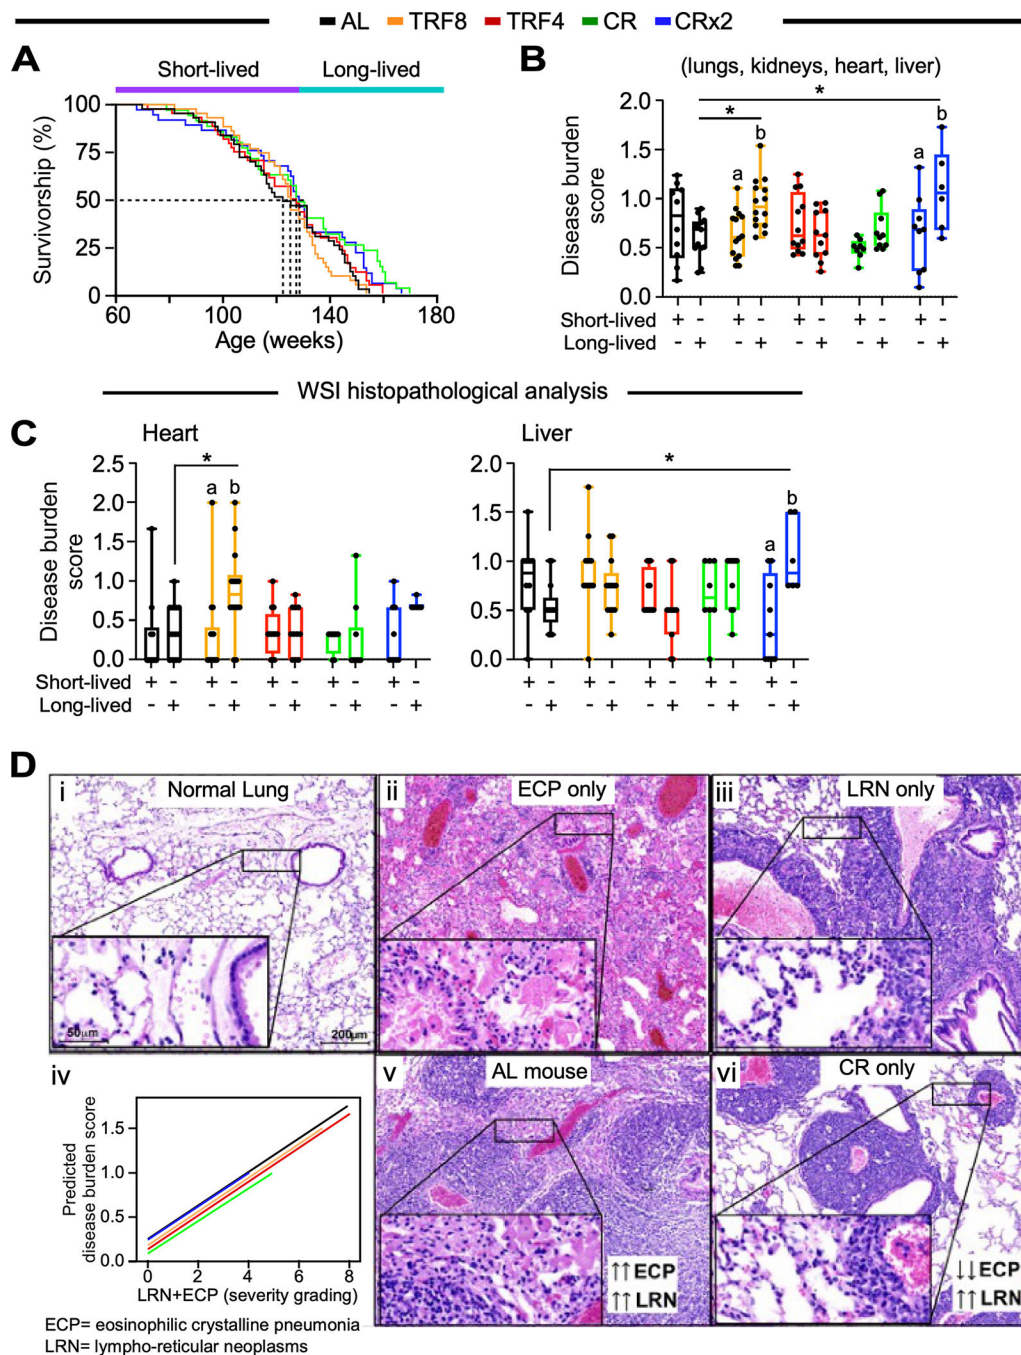 AL TRF8 TRF4 CR CRx2
A
Short-lived Long-lived
Survivorship (%)
100
75
50
25
0
60 100 140 180
Age (weeks)
B
(lungs, kidneys, heart, liver)
Disease burden
score
2.0
1.5
1.0
0.5
0.0
* *
a b a b
Short-lived + - + - + - + - + -
Long-lived - + - + - + - + - +
WSI histopathological analysis
C
Heart
Disease burden
score
2.5
2.0
1.5
1.0
0.5
0.0
*
a b
Short-lived + - + - + - + - + -
Long-lived - + - + - + - + - +
Liver
2.0
1.5
1.0
0.5
0.0
*
a b
+ - + - + - + - + -
- + - + - + - + - +
D
i Normal Lung
50µm
200µm
ii ECP only
iii LRN only
iv
Predicted
disease burden score
1.5
1.0
0.5
0.0
0 2 4 6 8
LRN+ECP (severity grading)
ECP= eosinophilic crystalline pneumonia
LRN= lympho-reticular neoplasms
v AL mouse
↑↑ECP
↑↑LRN
vi CR only
↓↓ECP
↑↑LRN